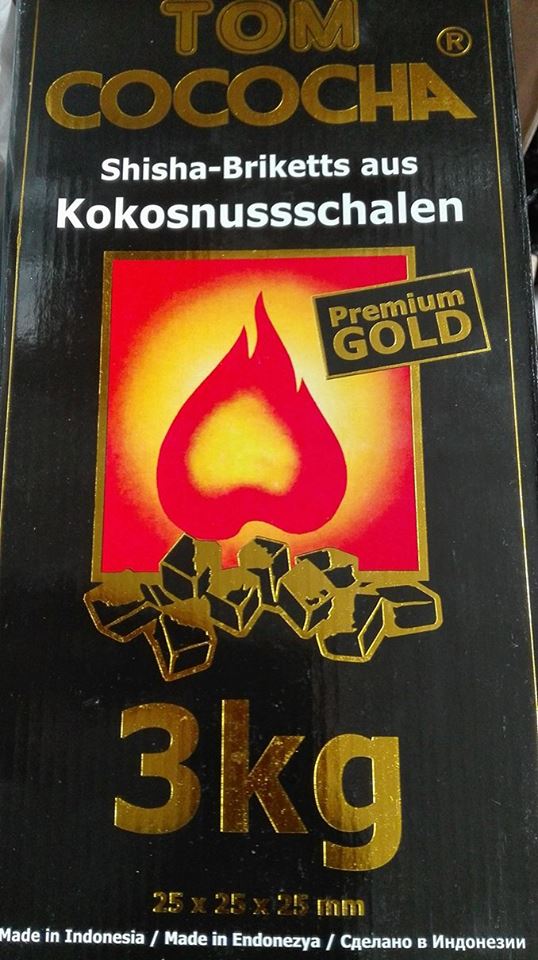 TOM
COCOCHA ®
Shisha-Briketts aus
Kokosnussschalen
Premium
GOLD
3kg
25 x 25 x 25 mm
Made in Indonesia / Made in Endonezya / Сделано в Индонезии